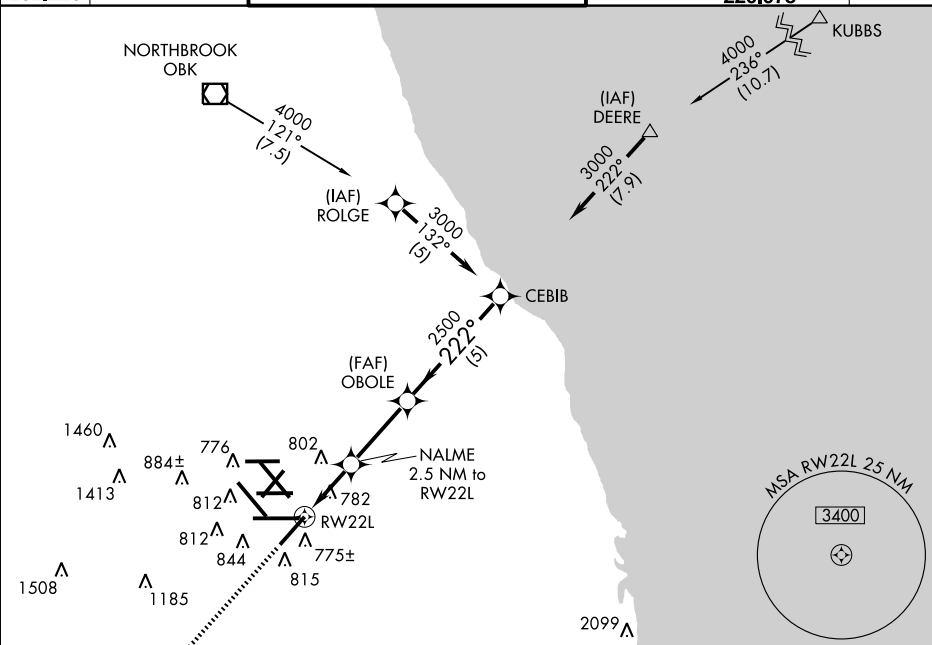 KUBBS
4000
236°
(10.7)
(IAF)
DEERE
3000
222°
(7.9)
NORTHBROOK
OBK
4000
121°
(7.5)
(IAF)
ROLGE
3000
132°
(5)
CEBIB
2500
222°
(5)
(FAF)
OBOLE
NALME
2.5 NM to
RW22L
1460
1413
884±
776
802
812
782
RW22L
812
844
775±
815
1508
1185
2099
MSA RW22L 25 NM
3400